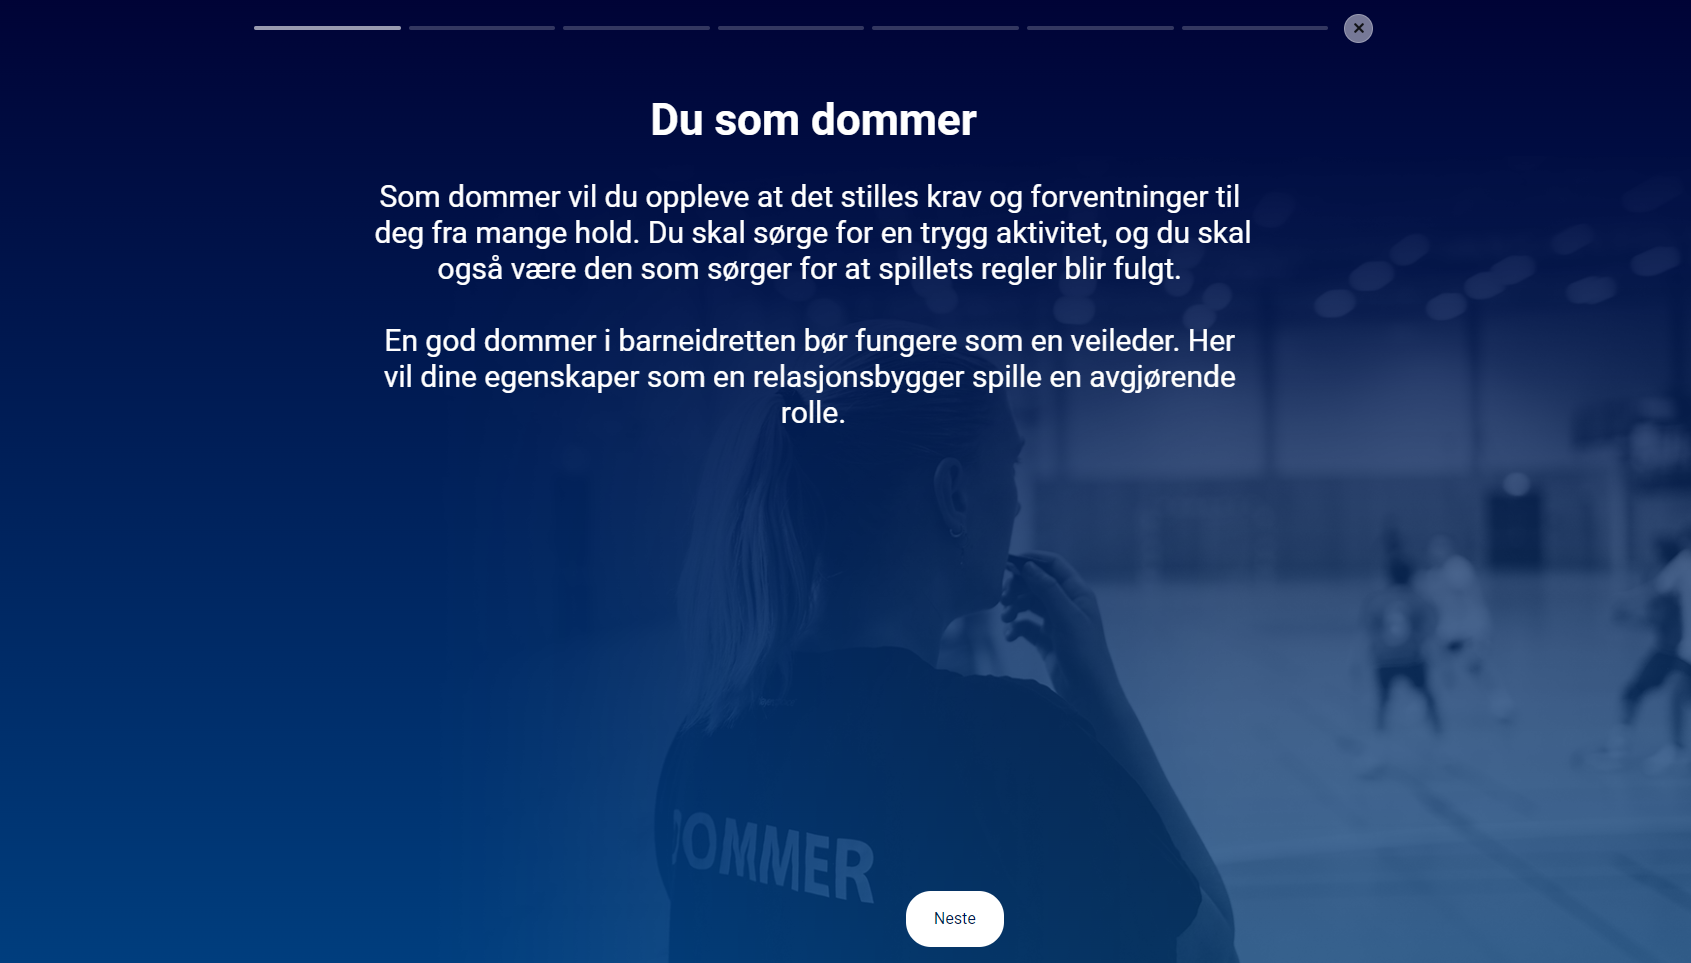 Du som dommer
Som dommer vil du oppleve at det stilles krav og forventninger til
deg fra mange hold. Du skal sørge for en trygg aktivitet, og du skal
også være den som sørger for at spillets regler blir fulgt.
En god dommer i barneidretten bør fungere som en veileder. Her
vil dine egenskaper som en relasjonsbygger spille en avgjørende
rolle.
DOMMER
Neste